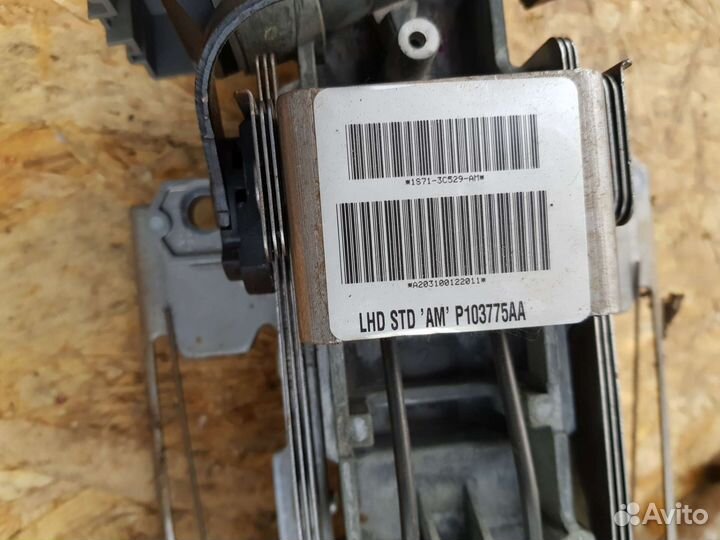 *1S71-3C529-AM*
*A203100122011*
LHD STD 'AM' P103775AA
Avito